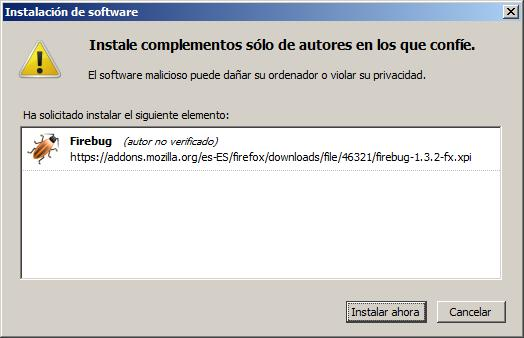 Instalación de software
Instale complementos sólo de autores en los que confíe.
El software malicioso puede dañar su ordenador o violar su privacidad.
Ha solicitado instalar el siguiente elemento:
Firebug (autor no verificado)
https://addons.mozilla.org/es-ES/firefox/downloads/file/46321/firebug-1.3.2-fx.xpi
Instalar ahora Cancelar